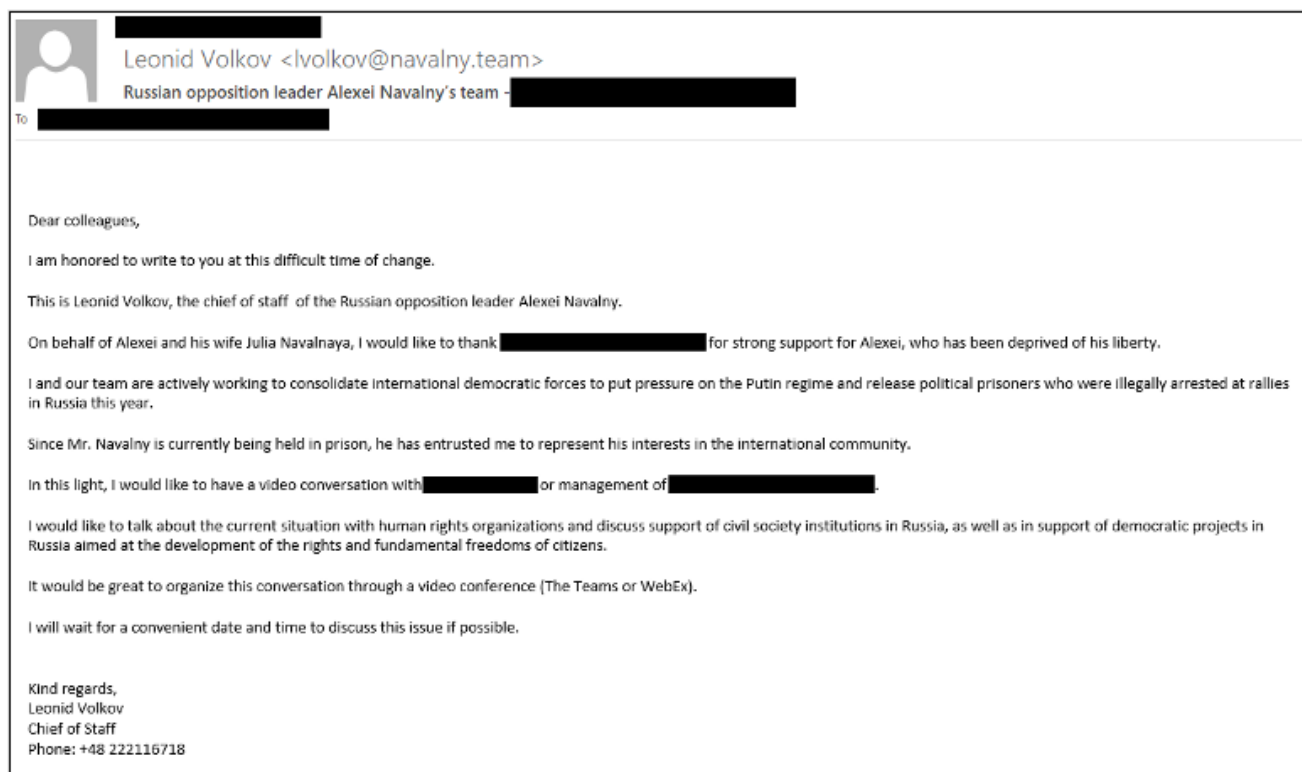 Leonid Volkov <lvolkov@navalny.team>
Russian opposition leader Alexei Navalny's team -
To
Dear colleagues,
I am honored to write to you at this difficult time of change.
This is Leonid Volkov, the chief of staff of the Russian opposition leader Alexei Navalny.
On behalf of Alexei and his wife Julia Navalnaya, I would like to thank for strong support for Alexei, who has been deprived of his liberty.
I and our team are actively working to consolidate international democratic forces to put pressure on the Putin regime and release political prisoners who were illegally arrested at rallies
in Russia this year.
Since Mr. Navalny is currently being held in prison, he has entrusted me to represent his interests in the international community.
In this light, I would like to have a video conversation with or management of .
I would like to talk about the current situation with human rights organizations and discuss support of civil society institutions in Russia, as well as in support of democratic projects in
Russia aimed at the development of the rights and fundamental freedoms of citizens.
It would be great to organize this conversation through a video conference (The Teams or WebEx).
I will wait for a convenient date and time to discuss this issue if possible.
Kind regards,
Leonid Volkov
Chief of Staff
Phone: +48 222116718